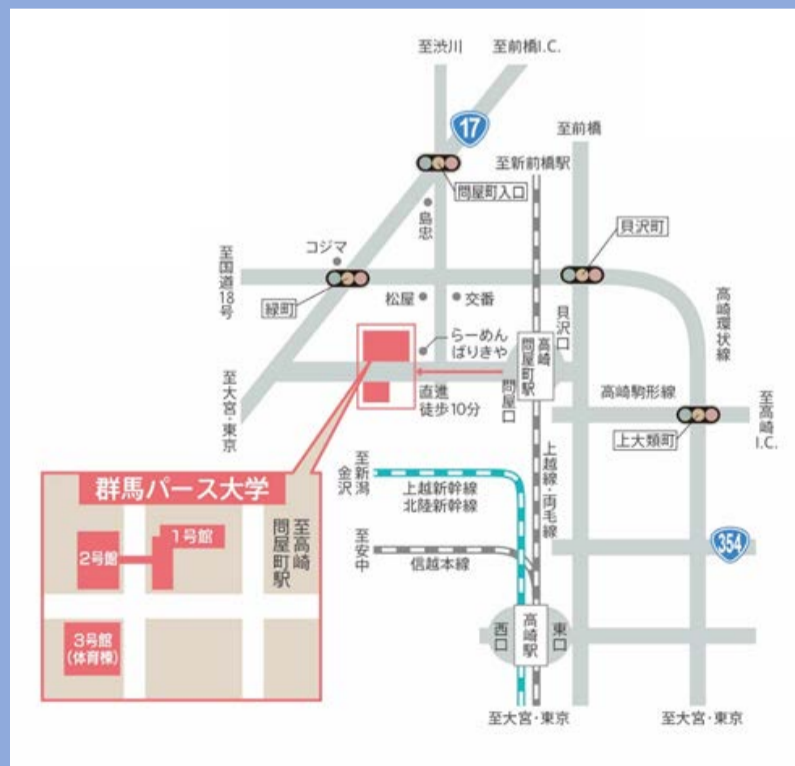 至渋川
至前橋I.C.
17
至前橋
至新前橋駅
問屋町入口
島忠
貝沢町
コジマ
至国道18号
緑町
松屋
交番
貝沢口
高崎環状線
らーめん
ばりきや
高崎
問屋町駅
直進
徒歩10分
問屋口
高崎駒形線
至大宮・東京
至高崎
I.C.
上大類町
群馬パース大学
至新潟
金沢
上越新幹線
北陸新幹線
上越線・両毛線
1号館
2号館
至高崎
問屋町駅
至安中
信越本線
354
3号館
(体育棟)
西口
高崎駅
東口
至大宮・東京
至大宮・東京